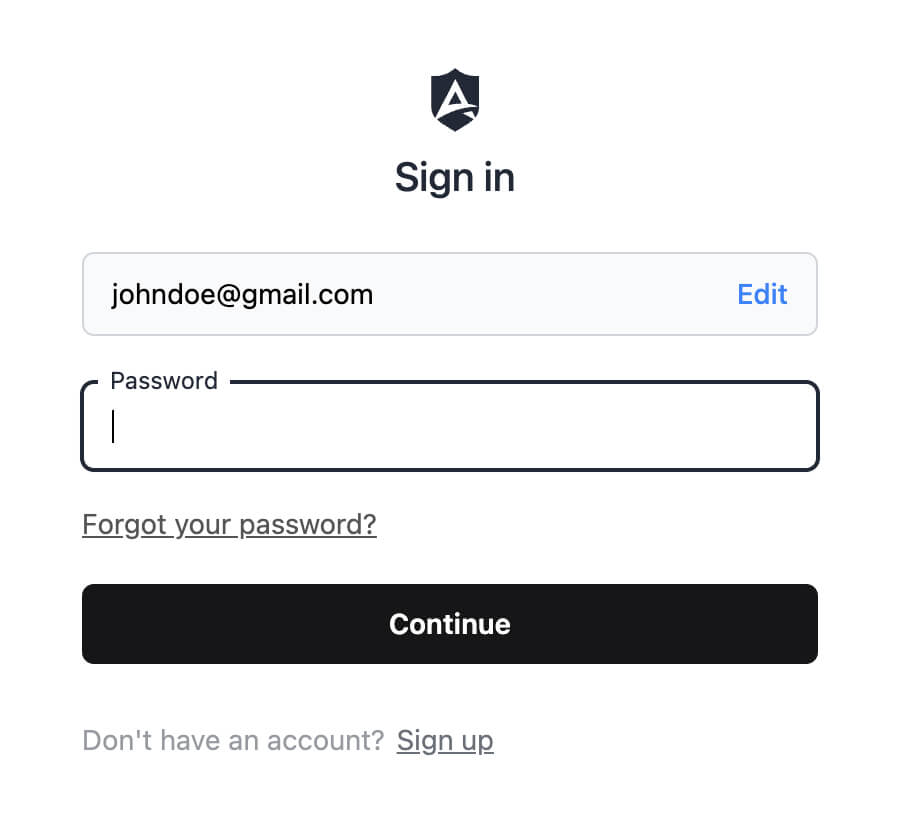 Sign in
johndoe@gmail.com Edit
Password
Forgot your password?
Continue
Don't have an account? Sign up